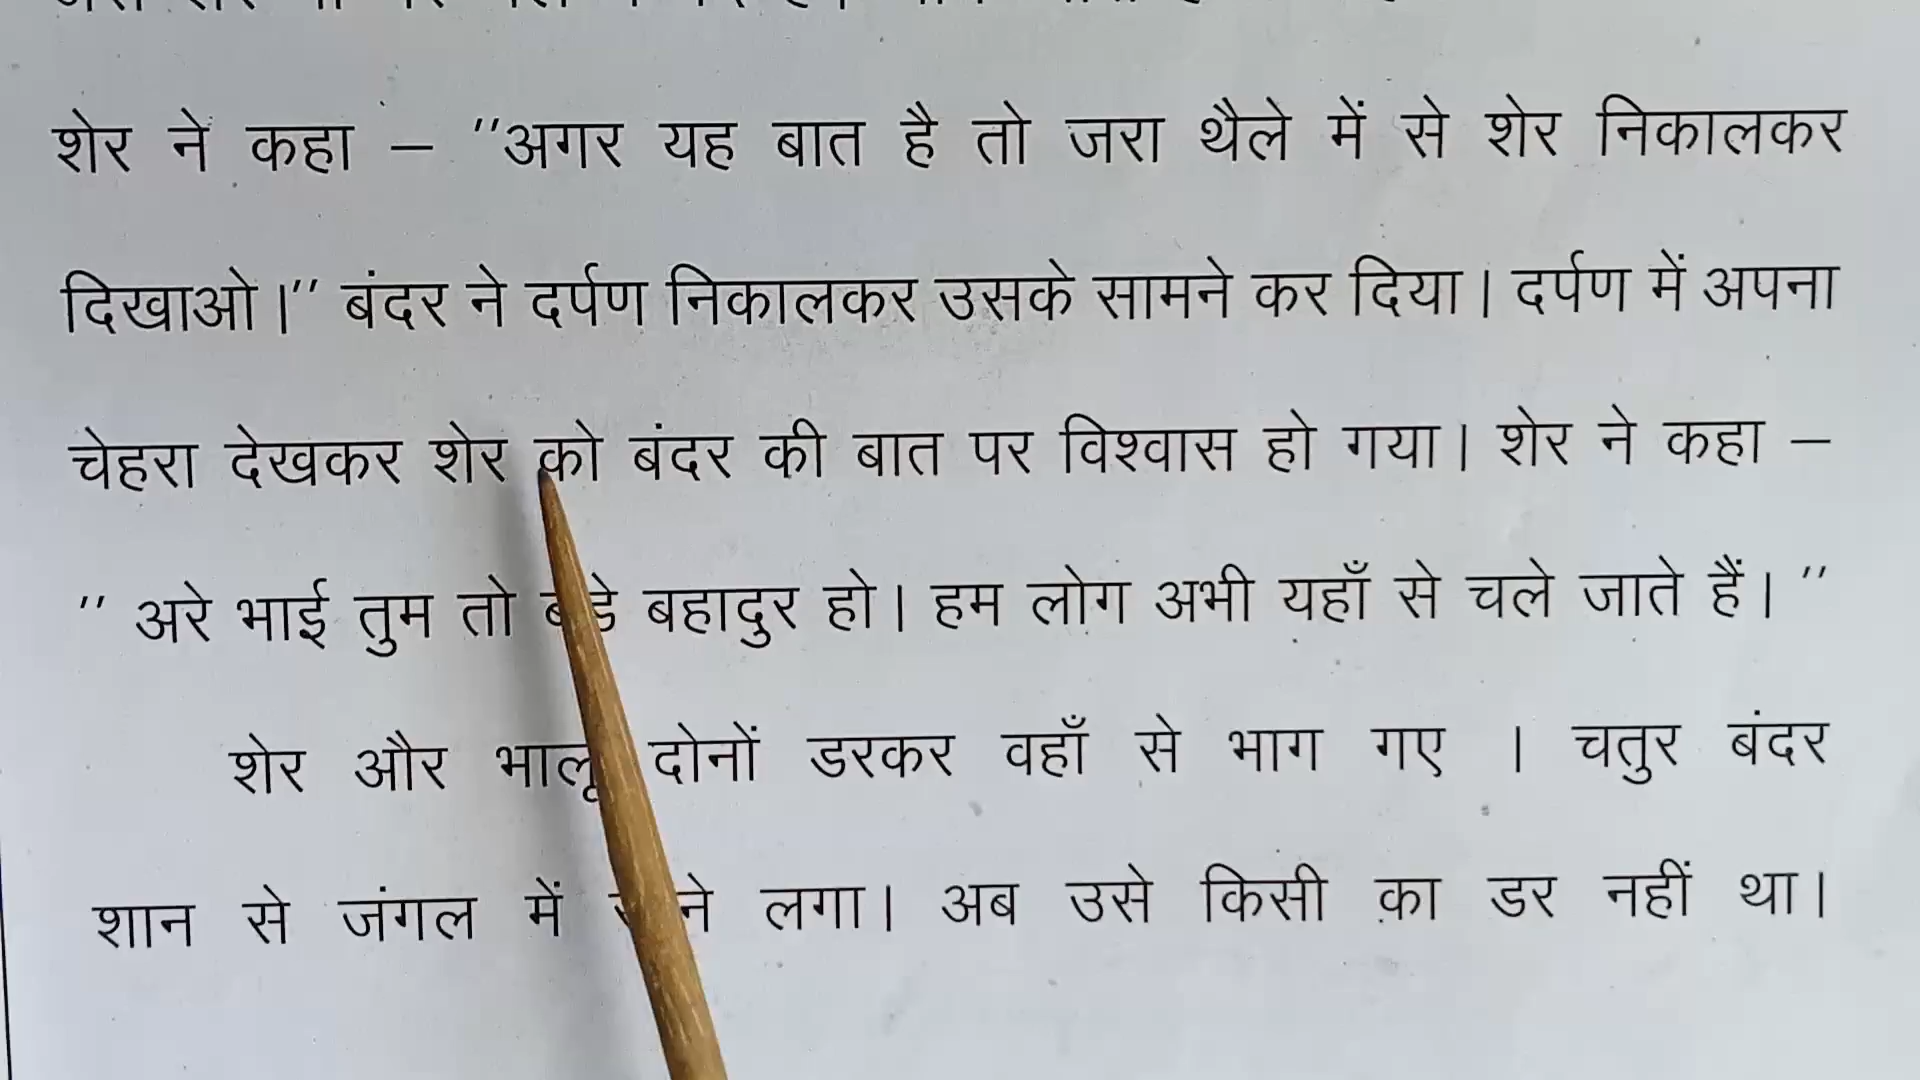 शेर ने कहा – "अगर यह बात है तो जरा थैले में से शेर निकालकर
दिखाओ।" बंदर ने दर्पण निकालकर उसके सामने कर दिया। दर्पण में अपना
चेहरा देखकर शेर को बंदर की बात पर विश्वास हो गया। शेर ने कहा –
" अरे भाई तुम तो बहादुर हो। हम लोग अभी यहाँ से चले जाते हैं। "
शेर और भालू दोनों डरकर वहाँ से भाग गए । चतुर बंदर
शान से जंगल में लगा। अब उसे किसी का डर नहीं था।